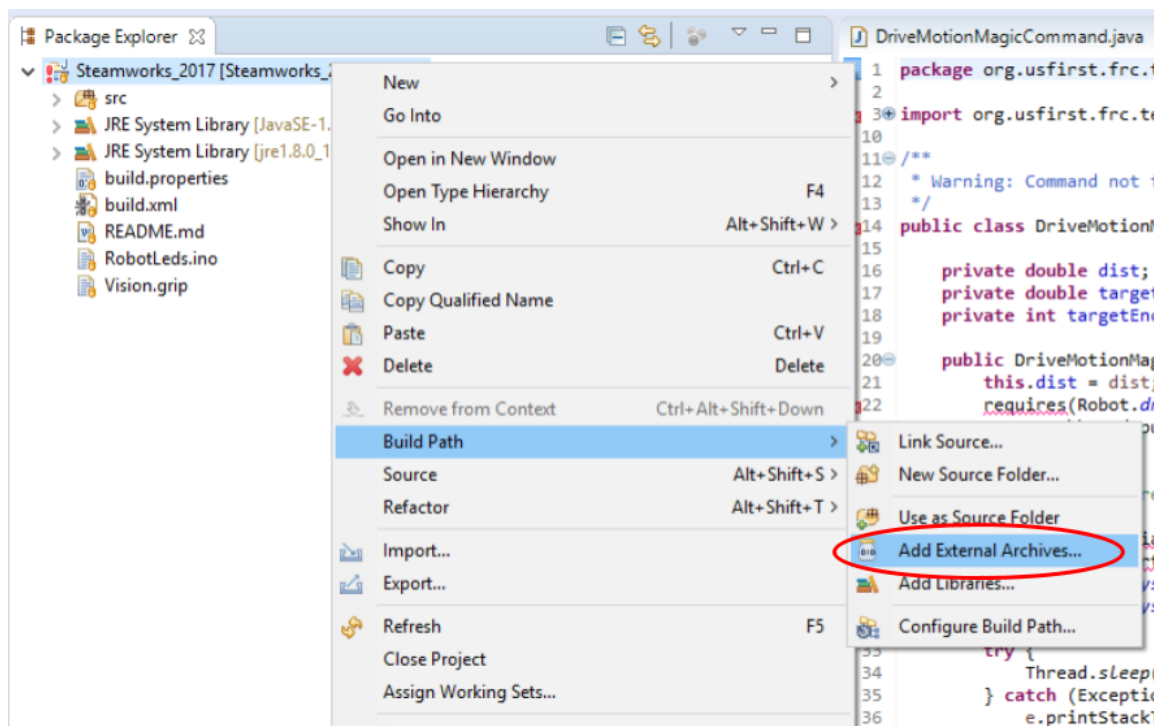 Package Explorer
Steamworks_2017 [Steamworks_
src
JRE System Library [JavaSE-1.
JRE System Library [jre1.8.0_1
build.properties
build.xml
README.md
RobotLeds.ino
Vision.grip
New
Go Into
Open in New Window
Open Type Hierarchy F4
Show In Alt+Shift+W >
Copy Ctrl+C
Copy Qualified Name
Paste Ctrl+V
Delete Delete
Remove from Context Ctrl+Alt+Shift+Down
Build Path >
Source Alt+Shift+S >
Refactor Alt+Shift+T >
Import...
Export...
Refresh F5
Close Project
Assign Working Sets...
Link Source...
New Source Folder...
Use as Source Folder
Add External Archives...
Add Libraries...
Configure Build Path...
DriveMotionMagicCommand.java
1 package org.usfirst.frc.
2
3 import org.usfirst.frc.te
10
11 /**
12 * Warning: Command not
13 */
14 public class DriveMotion
15
16 private double dist;
17 private double target
18 private int targetEn
19
20 public DriveMotionMag
21 this.dist = dist;
22 requires(Robot.
33 try {
34 Thread.sleep(
35 } catch (Exceptio
36 e.printStack